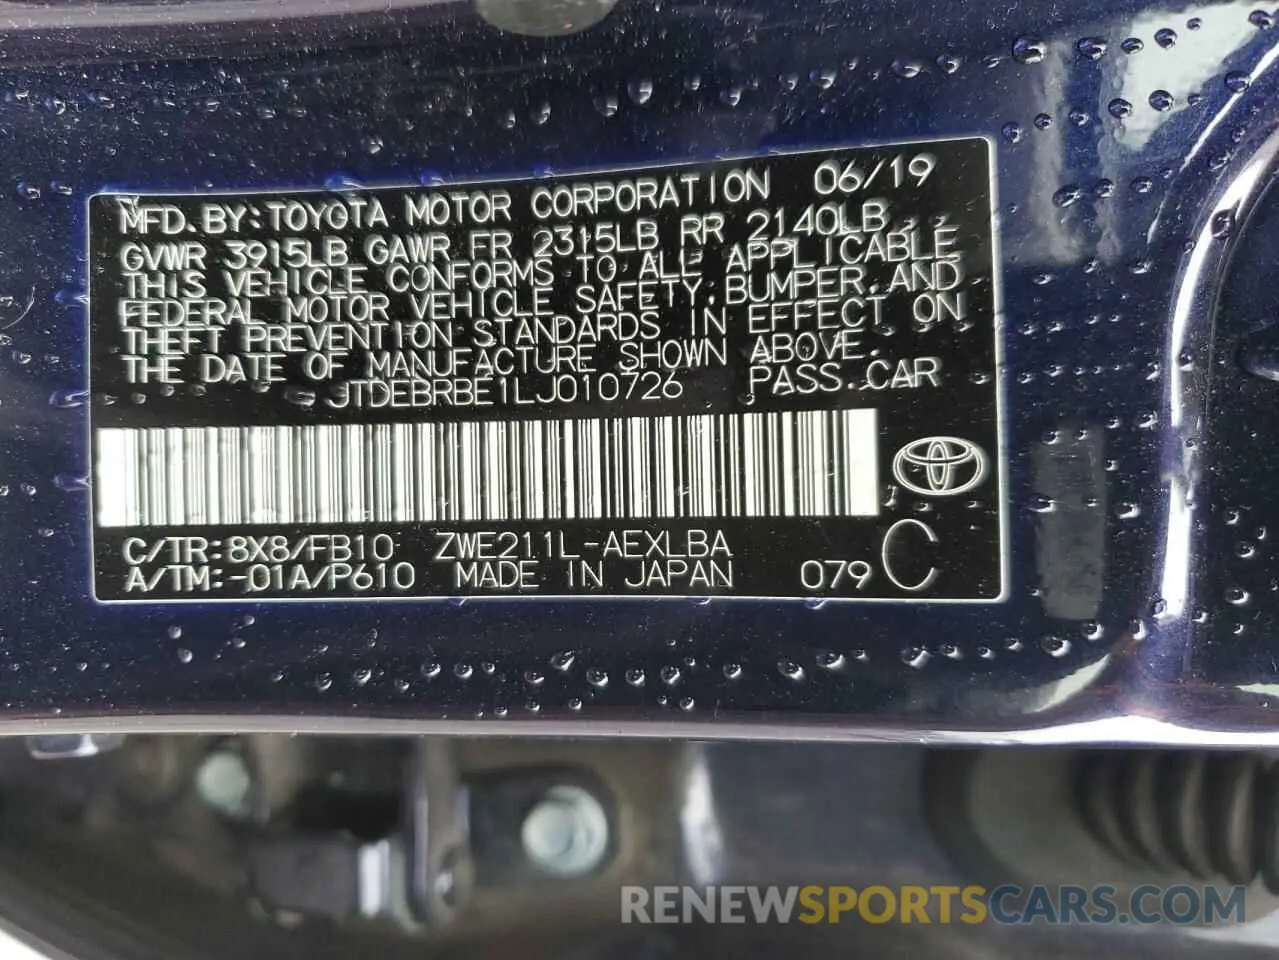 MFD. BY: TOYOTA MOTOR CORPORATION 06/19
GVWR 3915LB GAWR FR 2315LB RR 2140LB
THIS VEHICLE CONFORMS TO ALL APPLICABLE
FEDERAL MOTOR VEHICLE SAFETY, BUMPER, AND
THEFT PREVENTION STANDARDS IN EFFECT ON
THE DATE OF MANUFACTURE SHOWN ABOVE.
JTDEBRBE1LJ010726 PASS. CAR
C/TR: 8X8/FB10 ZWE211L-AEXLBA
A/TM: -01A/P610 MADE IN JAPAN 079 C
RENEWSPORTSCARS.COM